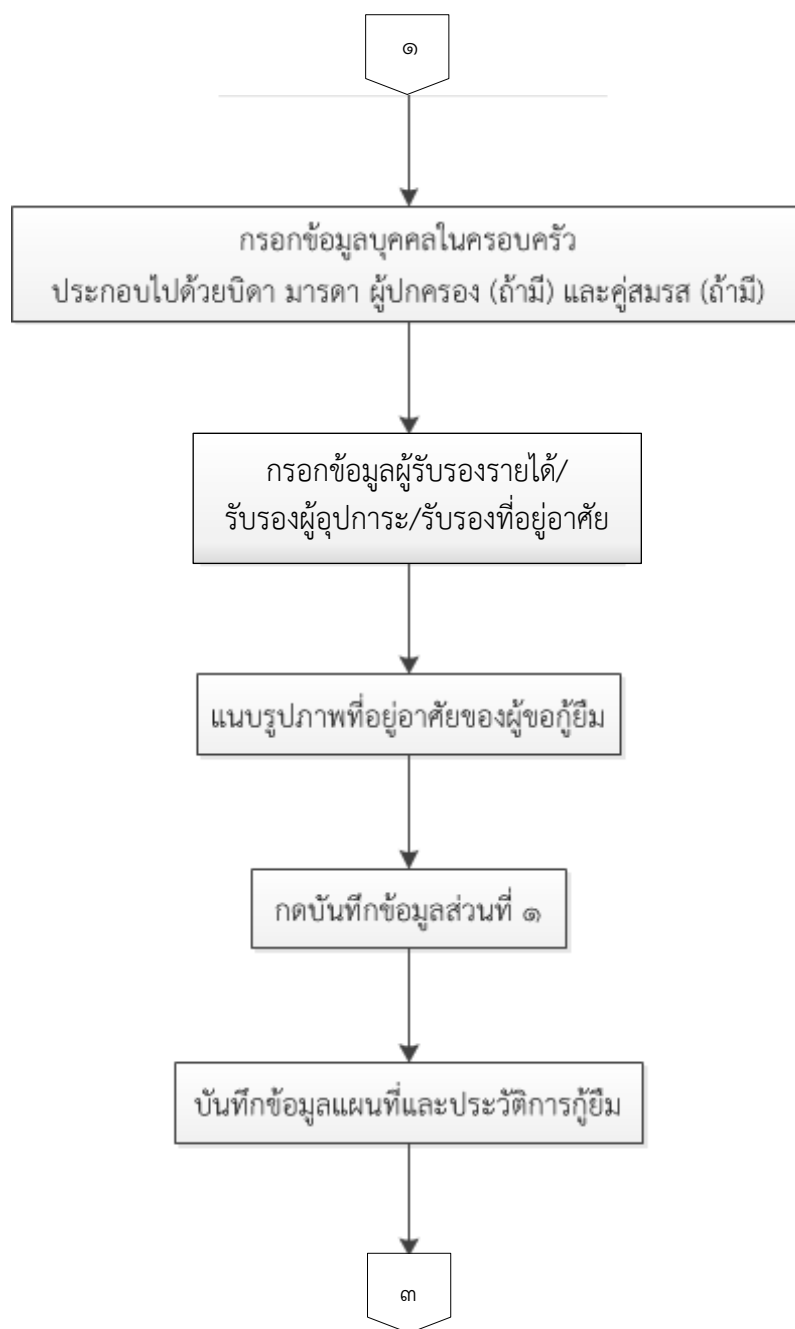 ๑
กรอกข้อมูลบุคคลในครอบครัว
ประกอบไปด้วยบิดา มารดา ผู้ปกครอง (ถ้ามี) และคู่สมรส (ถ้ามี)
กรอกข้อมูลผู้รับรองรายได้/
รับรองผู้อุปการะ/รับรองที่อยู่อาศัย
แนบรูปภาพที่อยู่อาศัยของผู้ขอกู้ยืม
กดบันทึกข้อมูลส่วนที่ ๑
บันทึกข้อมูลแผนที่และประวัติการกู้ยืม
๓